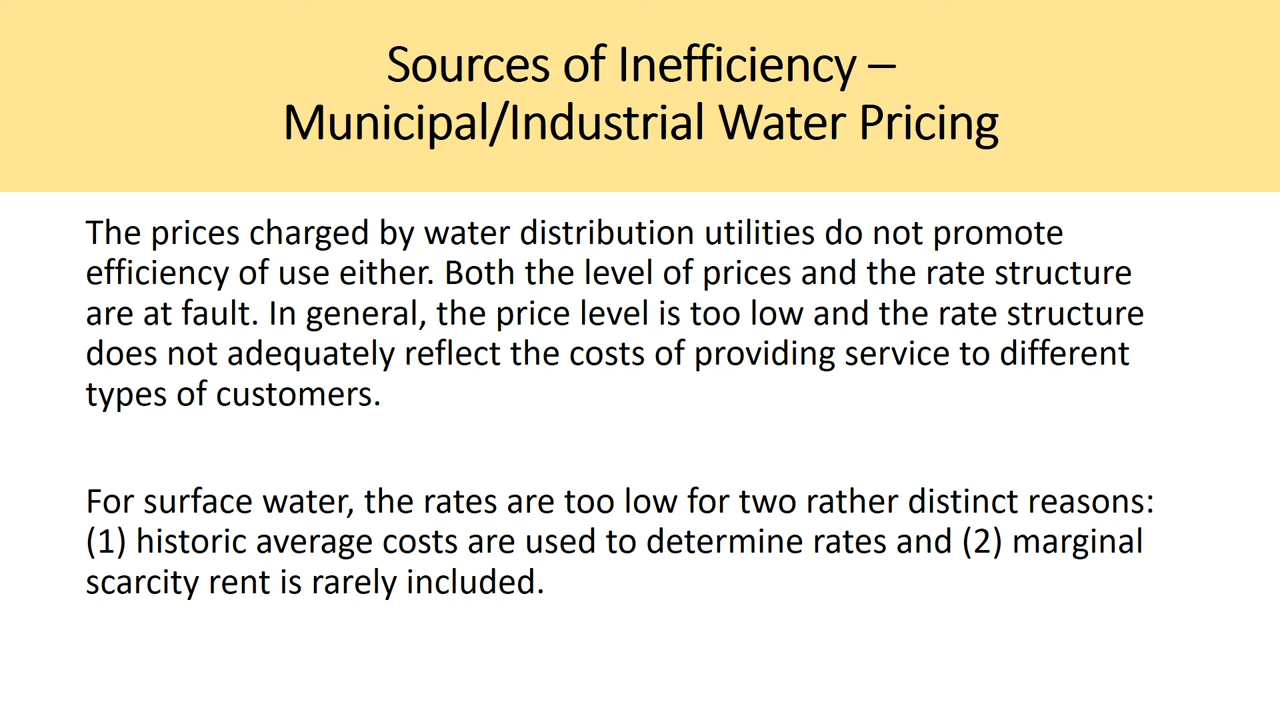 Sources of Inefficiency –
Municipal/Industrial Water Pricing
The prices charged by water distribution utilities do not promote
efficiency of use either. Both the level of prices and the rate structure
are at fault. In general, the price level is too low and the rate structure
does not adequately reflect the costs of providing service to different
types of customers.
For surface water, the rates are too low for two rather distinct reasons:
(1) historic average costs are used to determine rates and (2) marginal
scarcity rent is rarely included.